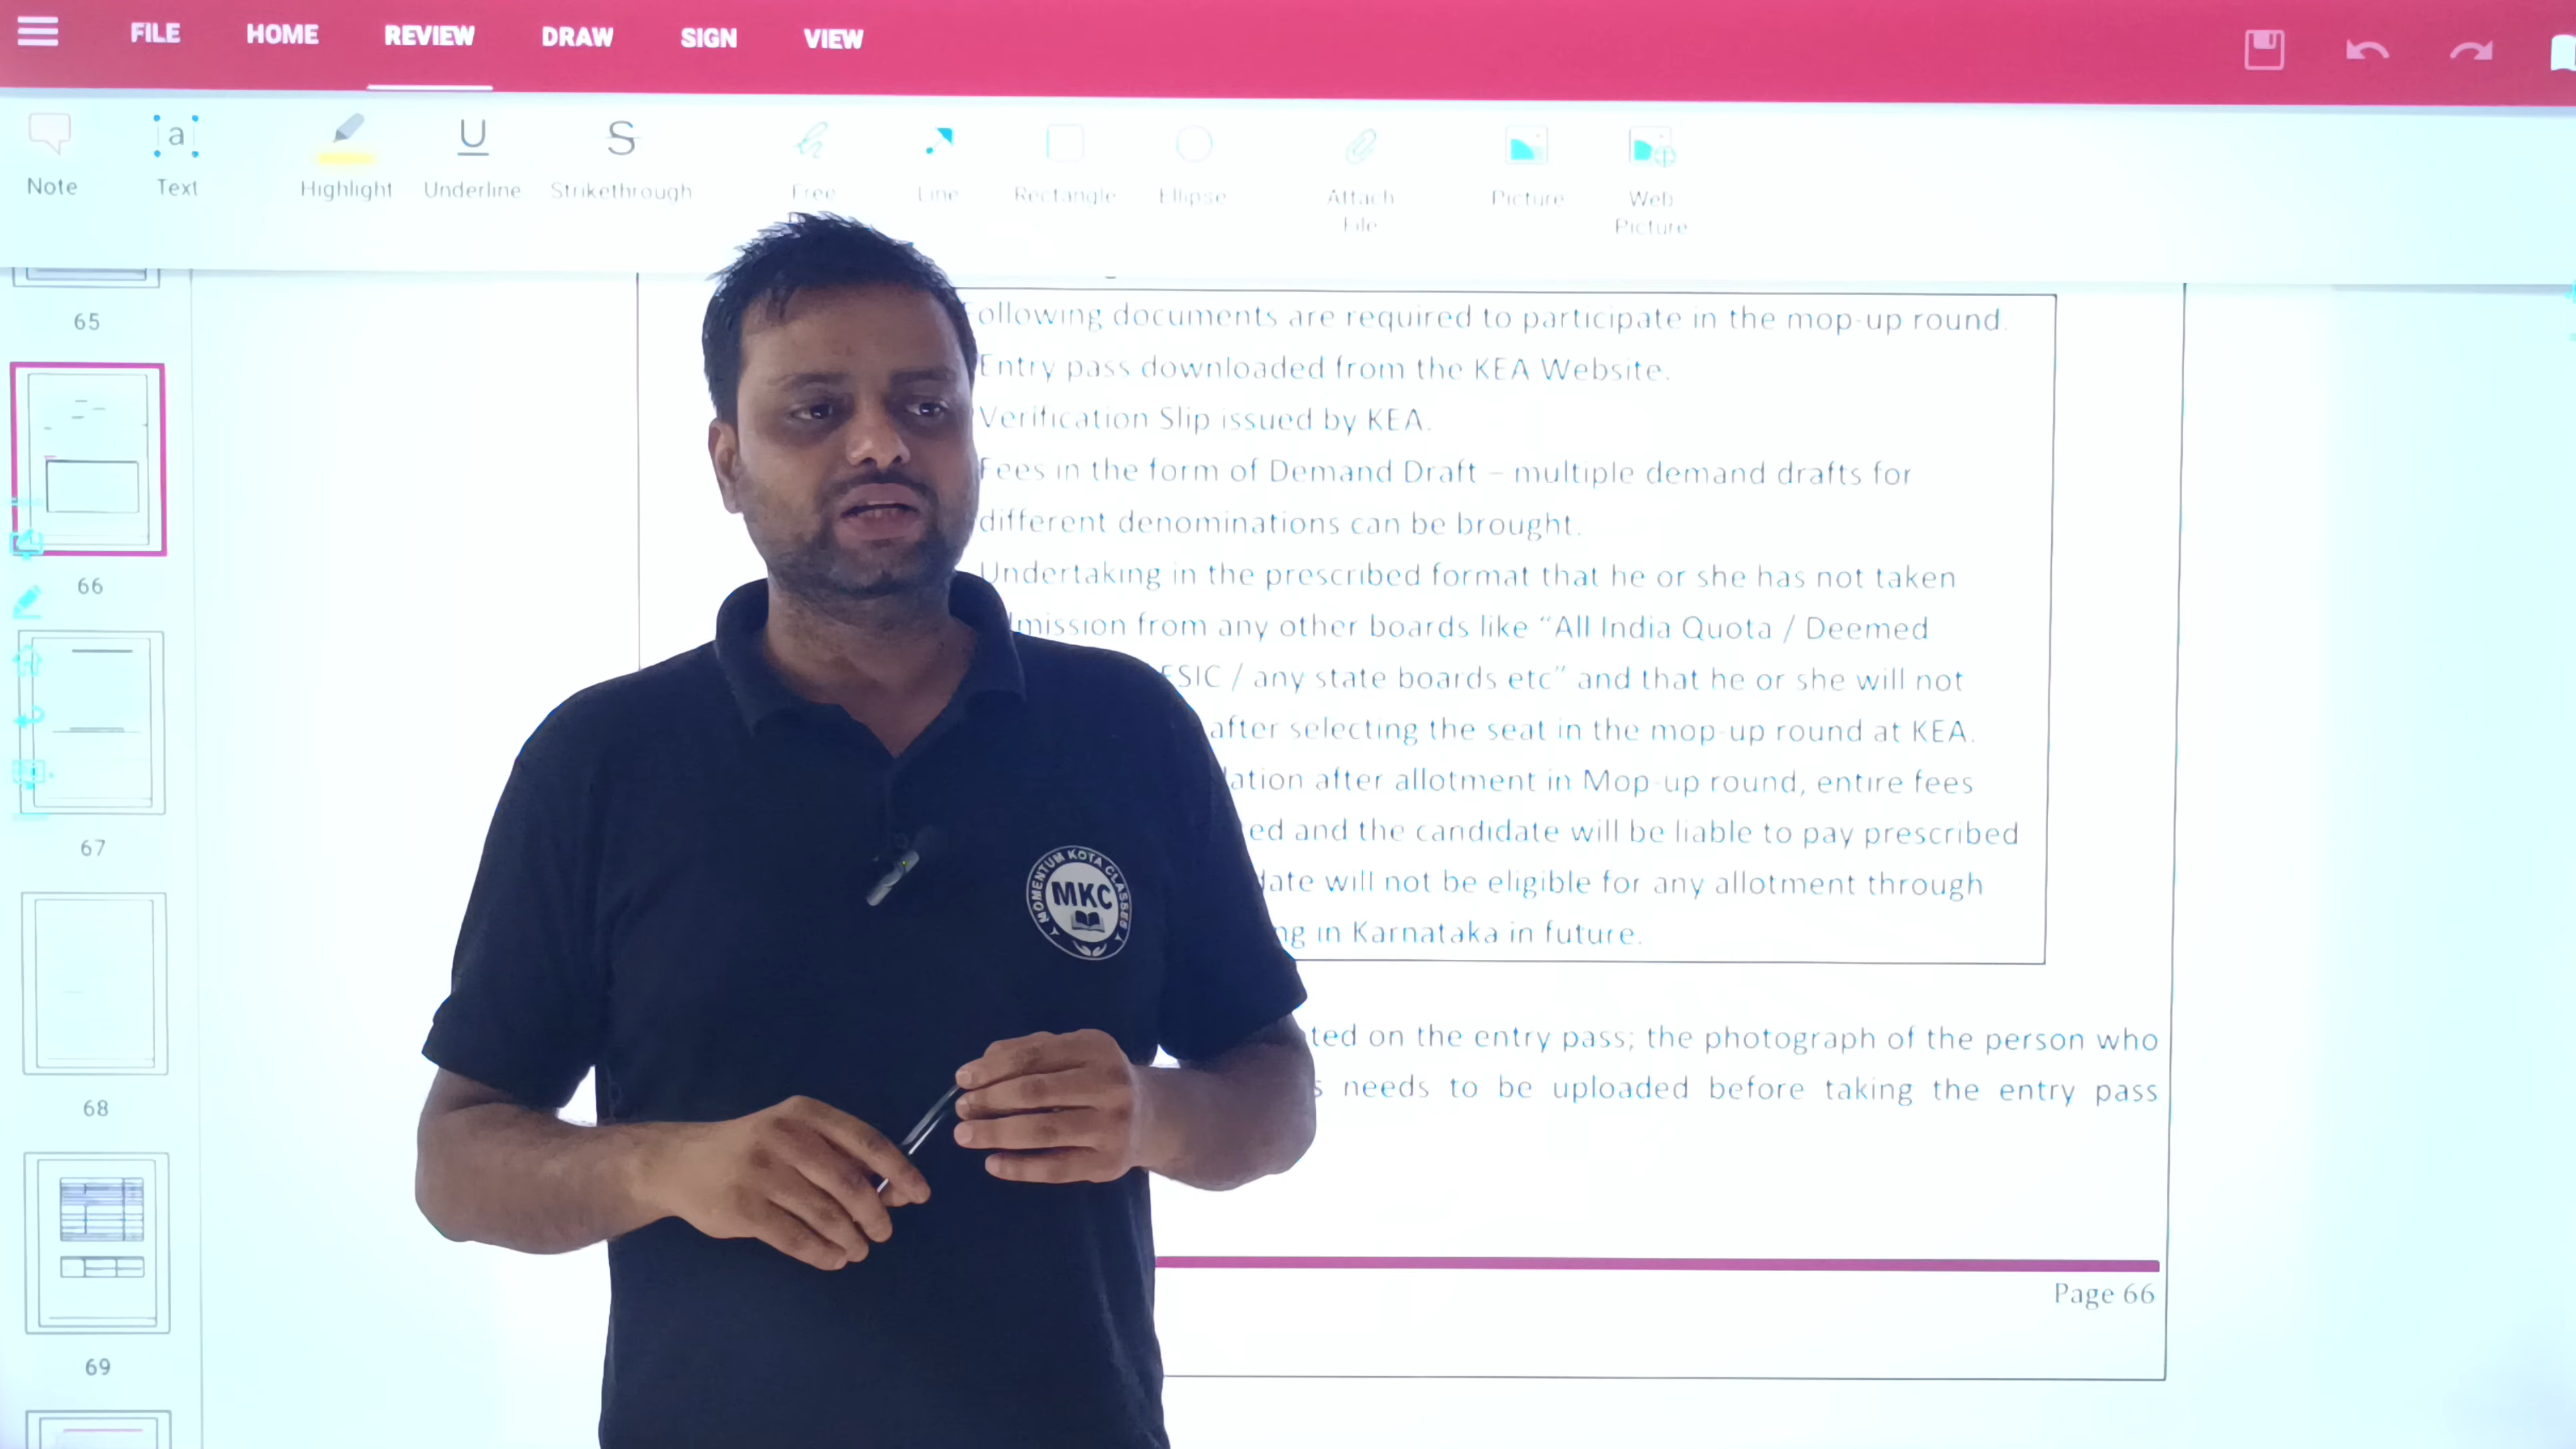 FILE HOME REVIEW DRAW SIGN VIEW
Note Text Highlight Underline Strikethrough Free Line Rectangle Ellipse Attach File Picture Web Picture
65
66
67
68
69
ollowing documents are required to participate in the mop-up round.
Entry pass downloaded from the KEA Website.
Verification Slip issued by KEA.
Fees in the form of Demand Draft – multiple demand drafts for
different denominations can be brought.
Undertaking in the prescribed format that he or she has not taken
mission from any other boards like “All India Quota / Deemed
ESIC / any state boards etc” and that he or she will not
after selecting the seat in the mop-up round at KEA.
lation after allotment in Mop-up round, entire fees
ed and the candidate will be liable to pay prescribed
date will not be eligible for any allotment through
ng in Karnataka in future.
ted on the entry pass; the photograph of the person who
s needs to be uploaded before taking the entry pass
Page 66
MOMENTUM KOTA CLASSES
MKC